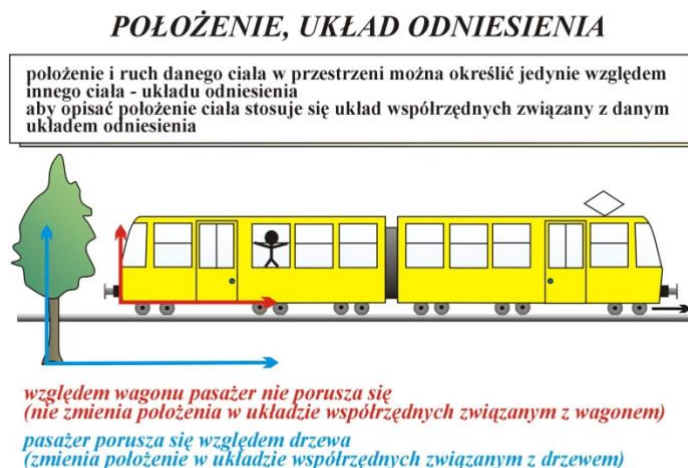 POŁOŻENIE, UKŁAD ODNIESIENIA
położenie i ruch danego ciała w przestrzeni można określić jedynie względem
innego ciała - układu odniesienia
aby opisać położenie ciała stosuje się układ współrzędnych związany z danym
układem odniesienia
względem wagonu pasażer nie porusza się
(nie zmienia położenia w układzie współrzędnych związanym z wagonem)
pasażer porusza się względem drzewa
(zmienia położenie w układzie współrzędnych związanym z drzewem)